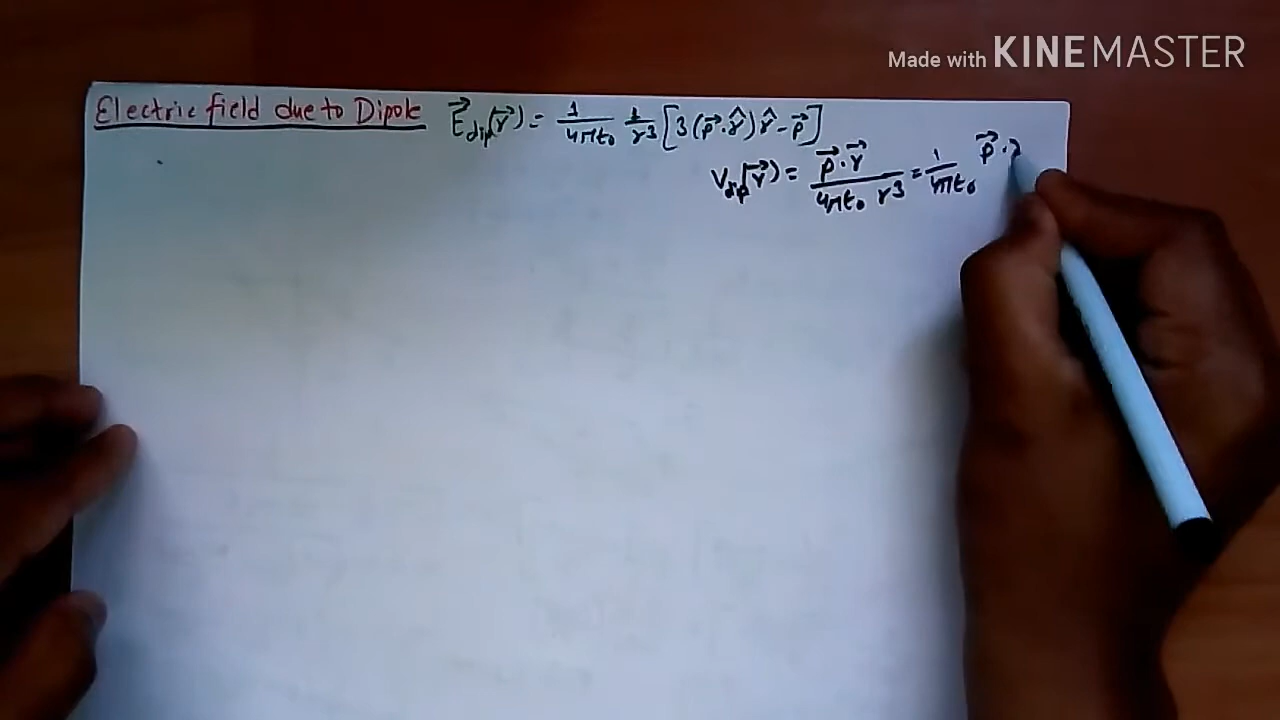 Made with KINEMASTER
Electric field due to Dipole E⃗dip(r⃗) = 1/4πε₀ 1/r³ [3(p⃗·r̂)r̂ - p⃗]
Vdip(r⃗) = p⃗·r⃗/4πε₀ r³ = 1/4πε₀ p⃗·